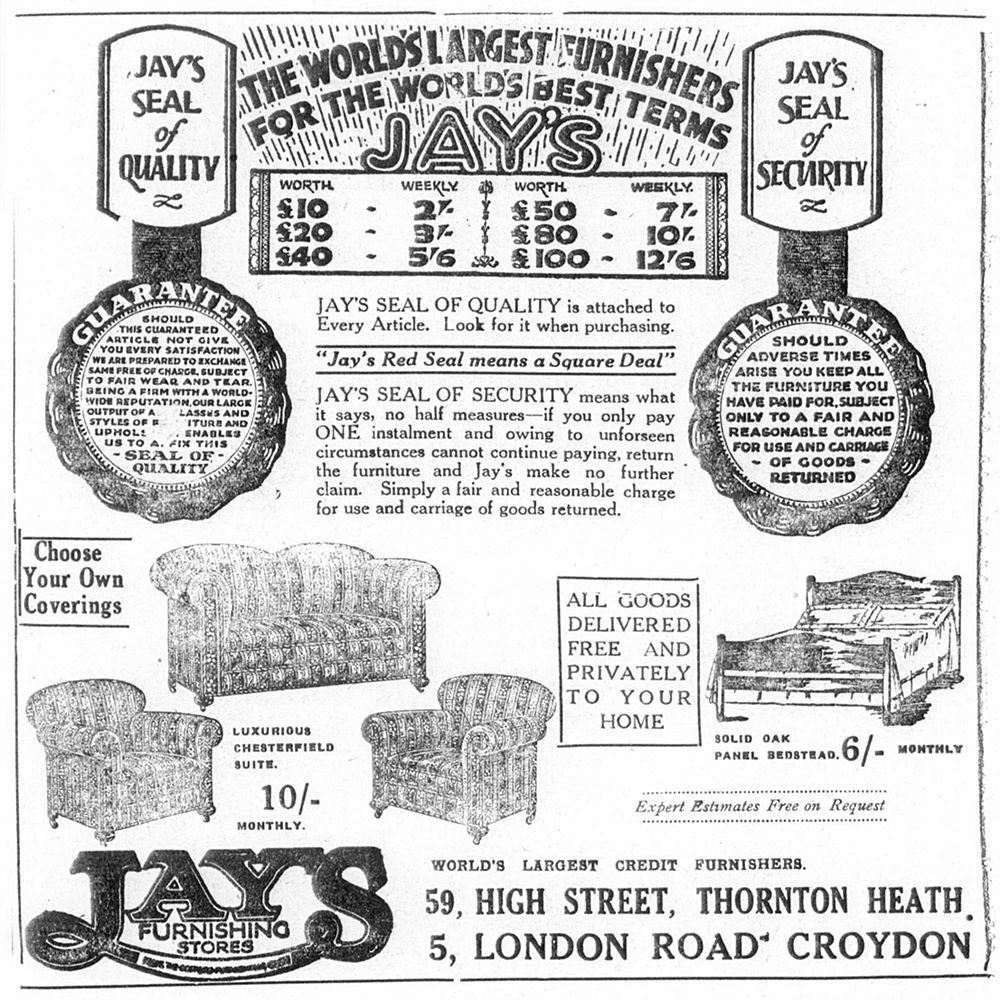 THE WORLD'S LARGEST FURNISHERS
FOR THE WORLD'S BEST TERMS
JAY'S
JAY'S
SEAL
of
QUALITY
JAY'S
SEAL
of
SECURITY
WORTH. WEEKLY. WORTH. WEEKLY.
£10 - 2/- £50 - 7/-
£20 - 3/- £80 - 10/-
£40 - 5/6 £100 - 12/6
GUARANTEE
SHOULD
THIS GUARANTEED
ARTICLE NOT GIVE
YOU EVERY SATISFACTION
WE ARE PREPARED TO EXCHANGE
SAME FREE OF CHARGE, SUBJECT
TO FAIR WEAR AND TEAR.
BEING A FIRM WITH A WORLD-
WIDE REPUTATION, OUR LARGE
OUTPUT OF A LASSES AND
STYLES OF F ITURE AND
UPHOLS ENABLES
US TO A FIX THIS
- SEAL OF -
QUALITY
JAY'S SEAL OF QUALITY is attached to
Every Article. Look for it when purchasing.
"Jay's Red Seal means a Square Deal"
JAY'S SEAL OF SECURITY means what
it says, no half measures—if you only pay
ONE instalment and owing to unforseen
circumstances cannot continue paying, return
the furniture and Jay's make no further
claim. Simply a fair and reasonable charge
for use and carriage of goods returned.
GUARANTEE
SHOULD
ADVERSE TIMES
ARISE YOU KEEP ALL
THE FURNITURE YOU
HAVE PAID FOR, SUBJECT
ONLY TO A FAIR AND
REASONABLE CHARGE
FOR USE AND CARRIAGE
- OF GOODS -
RETURNED
Choose
Your Own
Coverings
LUXURIOUS
CHESTERFIELD
SUITE.
10/-
MONTHLY.
ALL GOODS
DELIVERED
FREE AND
PRIVATELY
TO YOUR
HOME
SOLID OAK
PANEL BEDSTEAD. 6/- MONTHLY
Expert Estimates Free on Request
JAY'S
FURNISHING
STORES
WORLD'S LARGEST CREDIT FURNISHERS.
59, HIGH STREET, THORNTON HEATH.
5, LONDON ROAD CROYDON